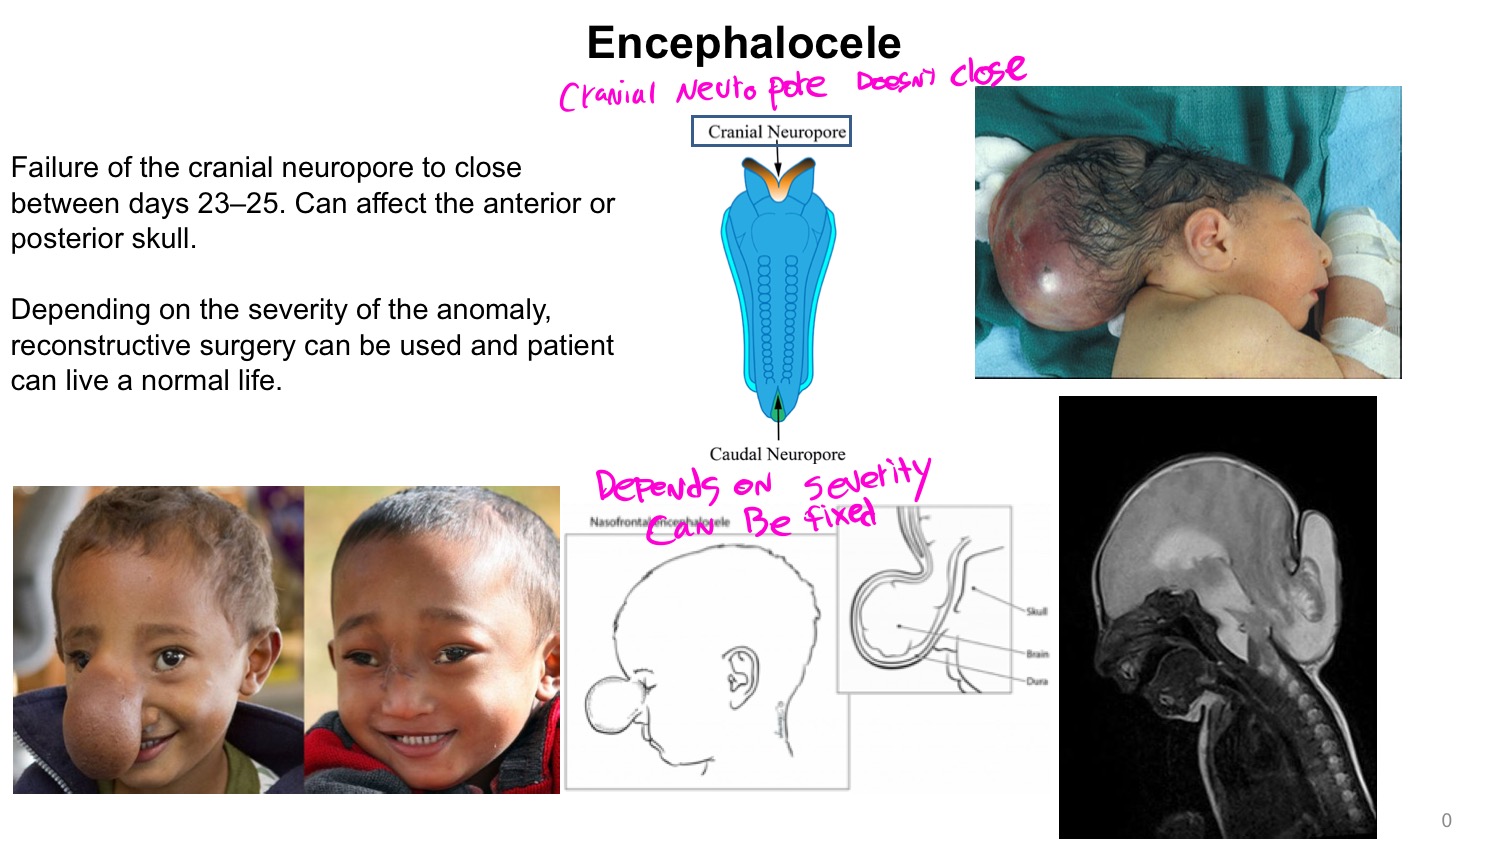 Encephalocele
Cranial Neuropore Doesn't close
Cranial Neuropore
Failure of the cranial neuropore to close
between days 23–25. Can affect the anterior or
posterior skull.
Depending on the severity of the anomaly,
reconstructive surgery can be used and patient
can live a normal life.
Caudal Neuropore
Depends on severity
Can Be fixed
Nasofrontal encephalocele
Skull
Brain
Dura
0